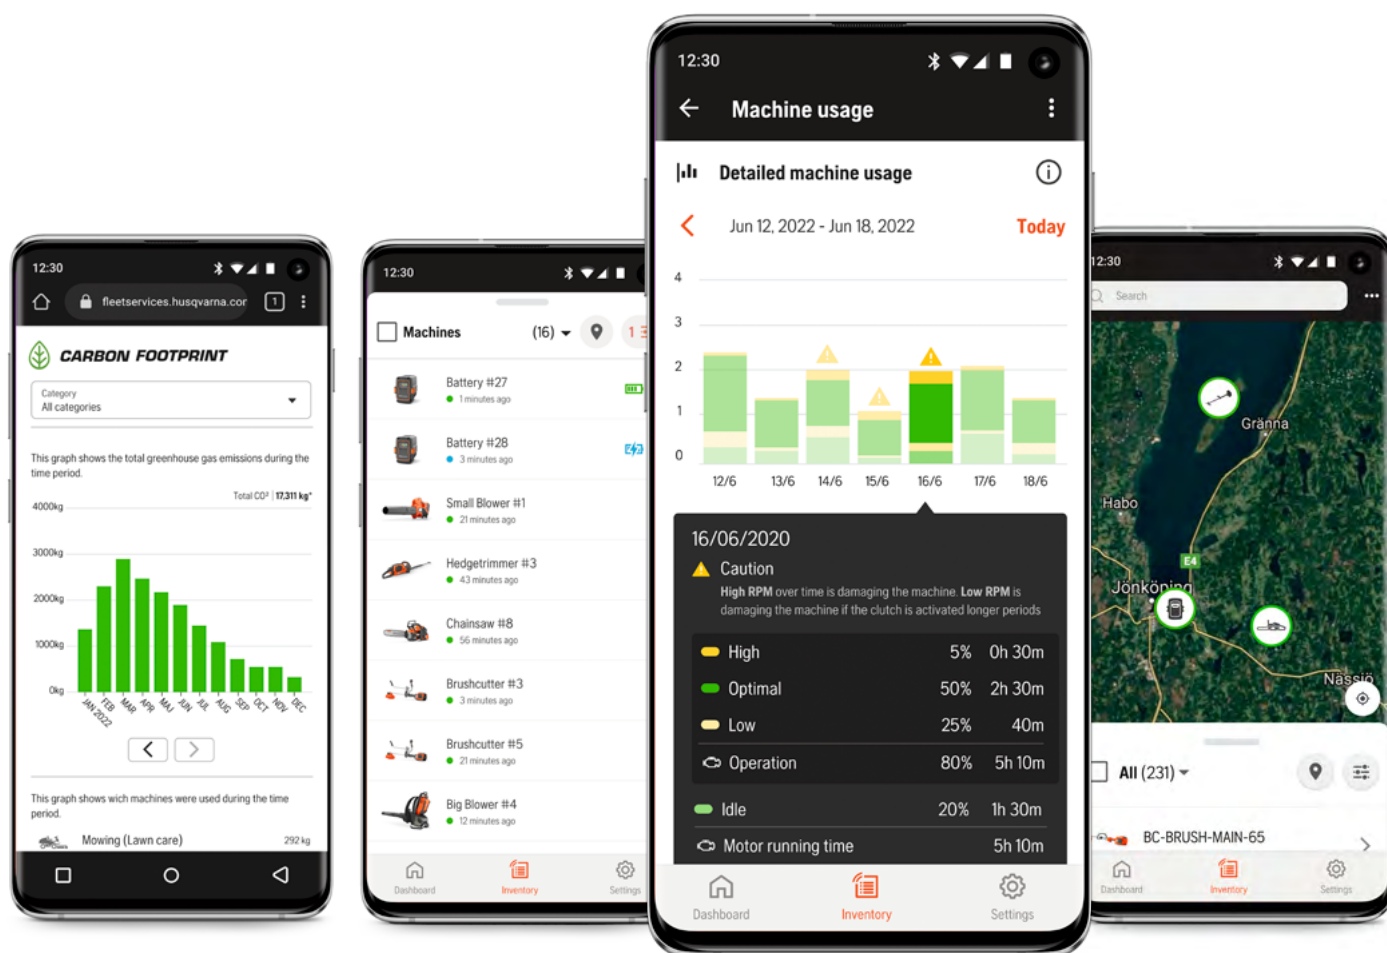 12:30
fleetservices.husqvarna.cor
1
CARBON FOOTPRINT
Category
All categories
This graph shows the total greenhouse gas emissions during the
time period.
Total CO² | 17,311 kg*
4000kg
3000kg
2000kg
1000kg
0kg
JAN 2022
FEB
MAR
APR
MAJ
JUN
JUL
AUG
SEP
OCT
NOV
DEC
This graph shows wich machines were used during the time
period.
Mowing (Lawn care) 292 kg
12:30
Machines (16)
1
Battery #27
1 minutes ago
Battery #28
3 minutes ago
Small Blower #1
21 minutes ago
Hedgetrimmer #3
43 minutes ago
Chainsaw #8
56 minutes ago
Brushcutter #3
3 minutes ago
Brushcutter #5
21 minutes ago
Big Blower #4
12 minutes ago
Dashboard Inventory Settings
12:30
Machine usage
Detailed machine usage
Jun 12, 2022 - Jun 18, 2022 Today
4
3
2
1
0
12/6 13/6 14/6 15/6 16/6 17/6 18/6
16/06/2020
Caution
High RPM over time is damaging the machine. Low RPM is
damaging the machine if the clutch is activated longer periods
High 5% 0h 30m
Optimal 50% 2h 30m
Low 25% 40m
Operation 80% 5h 10m
Idle 20% 1h 30m
Motor running time 5h 10m
Dashboard Inventory Settings
12:30
Search
Gränna
Habo
E4
Jönköping
Nässjö
All (231)
BC-BRUSH-MAIN-65
Dashboard Inventory Settings